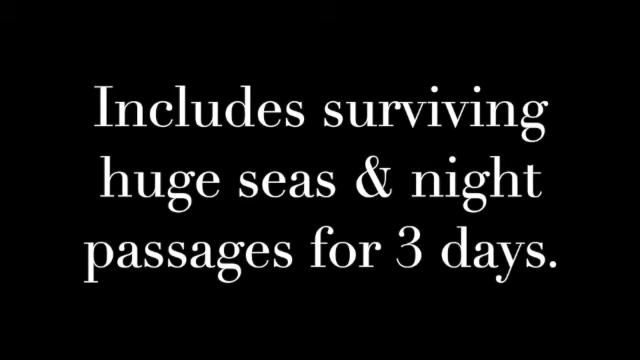 Includes surviving
huge seas & night
passages for 3 days.